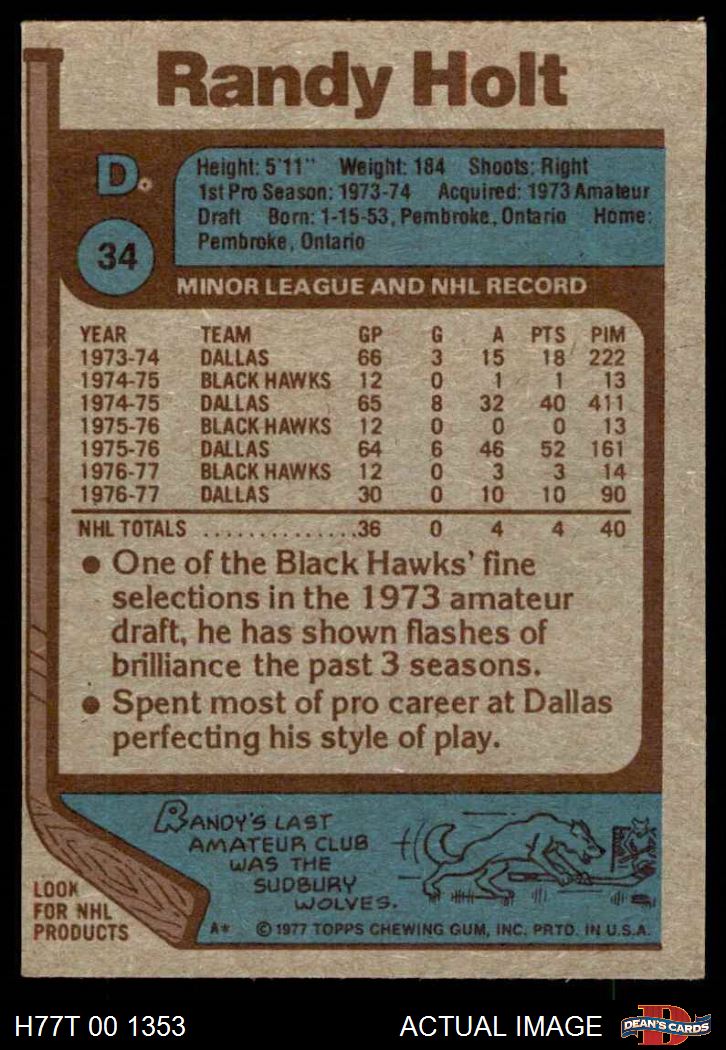 Randy Holt
D.
Height: 5'11" Weight: 184 Shoots: Right
1st Pro Season: 1973-74 Acquired: 1973 Amateur
Draft Born: 1-15-53, Pembroke, Ontario Home:
Pembroke, Ontario
34
MINOR LEAGUE AND NHL RECORD
YEAR TEAM GP G A PTS PIM
1973-74 DALLAS 66 3 15 18 222
1974-75 BLACK HAWKS 12 0 1 1 13
1974-75 DALLAS 65 8 32 40 411
1975-76 BLACK HAWKS 12 0 0 0 13
1975-76 DALLAS 64 6 46 52 161
1976-77 BLACK HAWKS 12 0 3 3 14
1976-77 DALLAS 30 0 10 10 90
NHL TOTALS ..............36 0 4 4 40
● One of the Black Hawks' fine
selections in the 1973 amateur
draft, he has shown flashes of
brilliance the past 3 seasons.
● Spent most of pro career at Dallas
perfecting his style of play.
RANDY'S LAST
AMATEUR CLUB
WAS THE
SUDBURY
WOLVES.
LOOK
FOR NHL
PRODUCTS
A* ©1977 TOPPS CHEWING GUM, INC. PRTD. IN U.S.A.
H77T 00 1353 ACTUAL IMAGE
D
DEAN'S CARDS